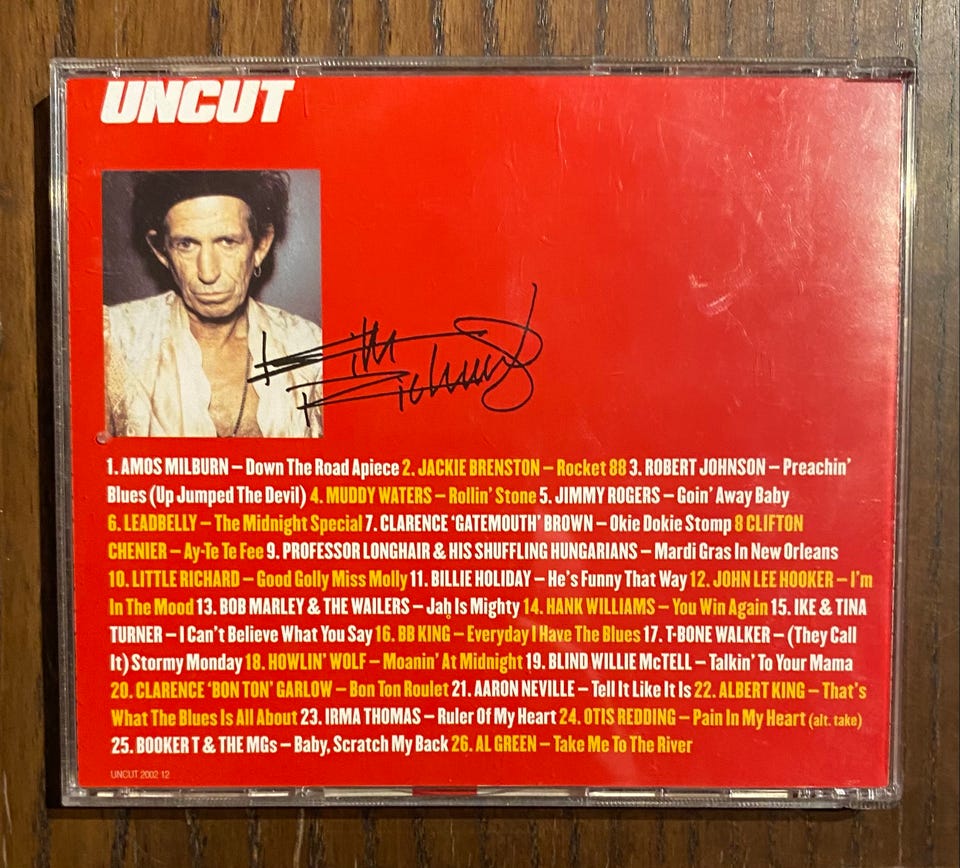 UNCUT
Keith
Richards
1. AMOS MILBURN – Down The Road Apiece 2. JACKIE BRENSTON – Rocket 88 3. ROBERT JOHNSON – Preachin'
Blues (Up Jumped The Devil) 4. MUDDY WATERS – Rollin' Stone 5. JIMMY ROGERS – Goin' Away Baby
6. LEADBELLY – The Midnight Special 7. CLARENCE 'GATEMOUTH' BROWN – Okie Dokie Stomp 8 CLIFTON
CHENIER – Ay-Te Te Fee 9. PROFESSOR LONGHAIR & HIS SHUFFLING HUNGARIANS – Mardi Gras In New Orleans
10. LITTLE RICHARD – Good Golly Miss Molly 11. BILLIE HOLIDAY – He's Funny That Way 12. JOHN LEE HOOKER – I'm
In The Mood 13. BOB MARLEY & THE WAILERS – Jah Is Mighty 14. HANK WILLIAMS – You Win Again 15. IKE & TINA
TURNER – I Can't Believe What You Say 16. BB KING – Everyday I Have The Blues 17. T-BONE WALKER – (They Call
It) Stormy Monday 18. HOWLIN' WOLF – Moanin' At Midnight 19. BLIND WILLIE McTELL – Talkin' To Your Mama
20. CLARENCE 'BON TON' GARLOW – Bon Ton Roulet 21. AARON NEVILLE – Tell It Like It Is 22. ALBERT KING – That's
What The Blues Is All About 23. IRMA THOMAS – Ruler Of My Heart 24. OTIS REDDING – Pain In My Heart (alt. take)
25. BOOKER T & THE MGs – Baby, Scratch My Back 26. AL GREEN – Take Me To The River
UNCUT 2002 12